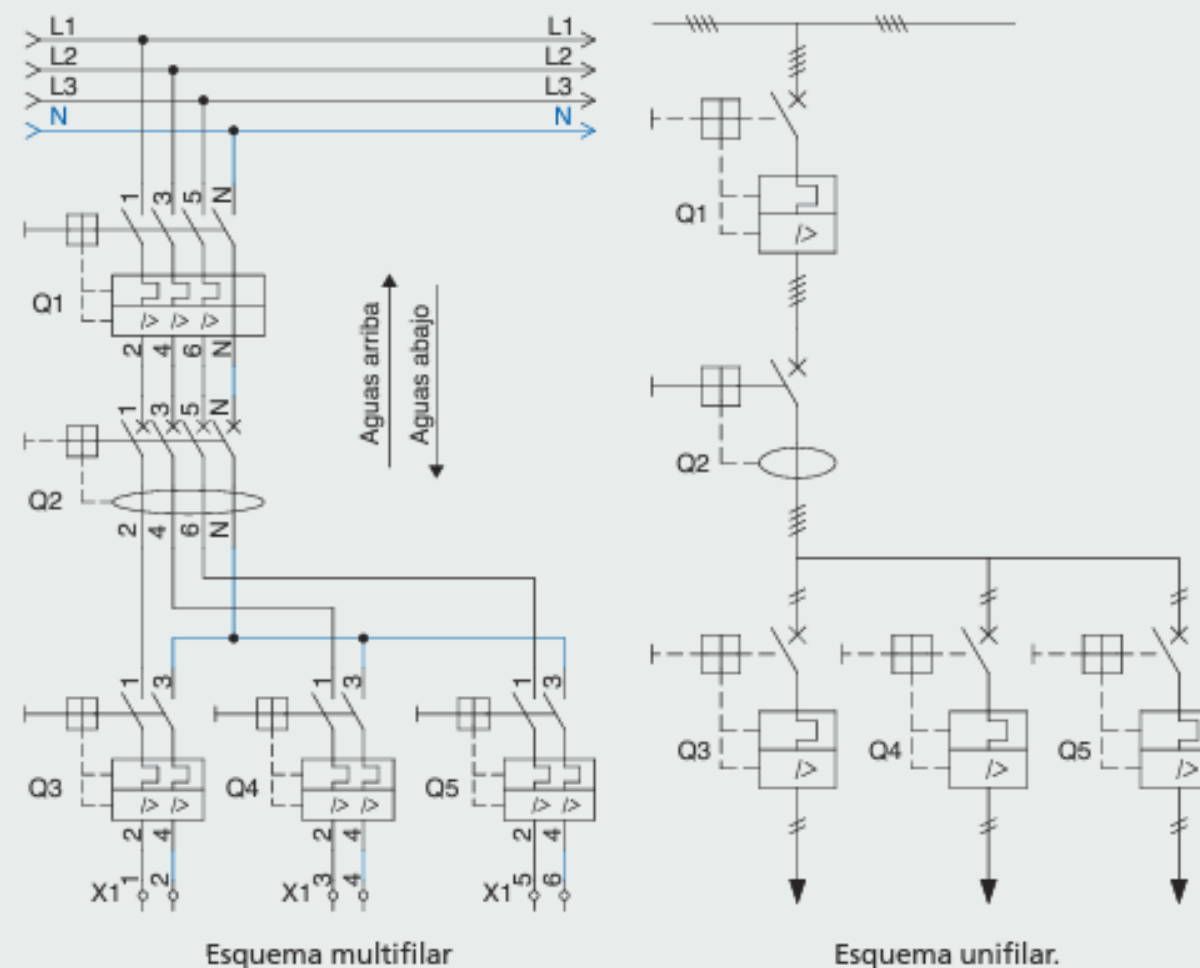 L1 L1
L2 L2
L3 L3
N N
1 3 5 N
Q1
2 4 6 N
Aguas arriba
Aguas abajo
1 3 5 N
Q2
2 4 6 N
1 3
Q3
2 4
X1 1 2
1 3
Q4
2 4
X1 3 4
1 3
Q5
2 4
X1 5 6
Esquema multifilar
Q1
Q2
Q3
Q4
Q5
Esquema unifilar.